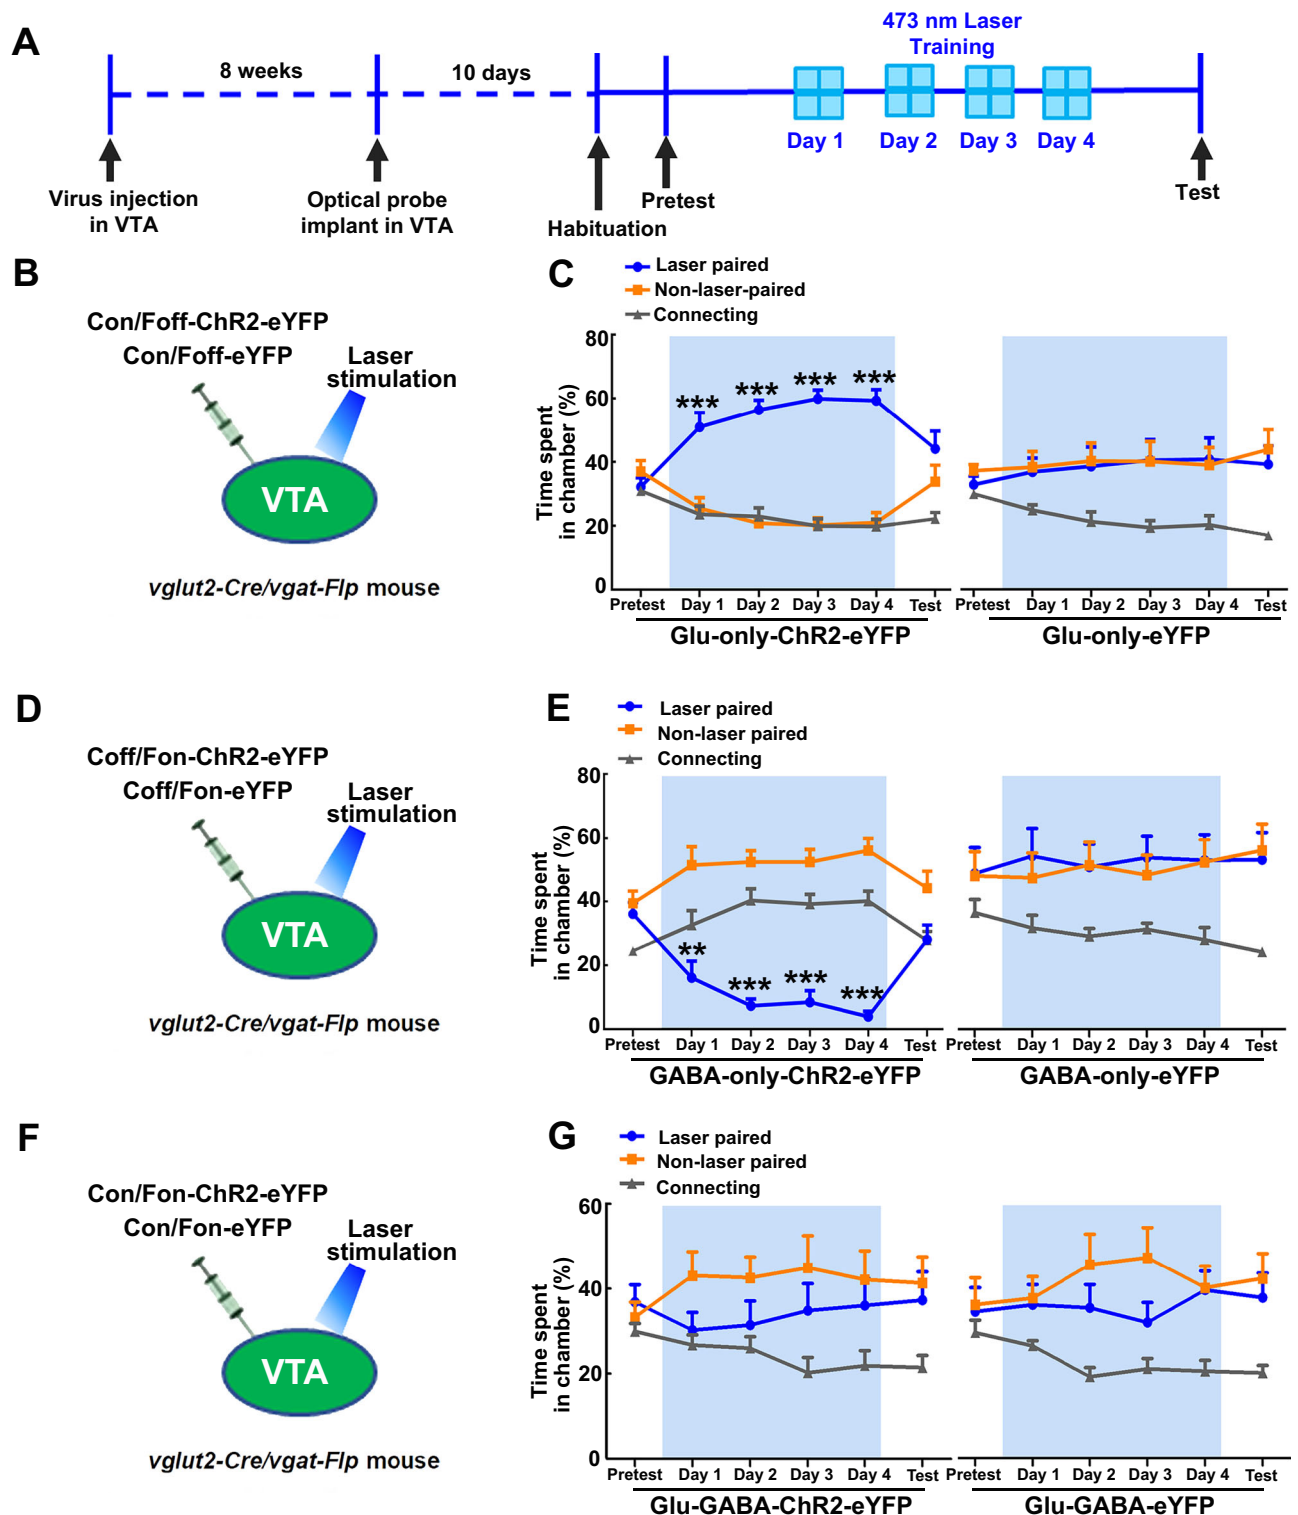 A
473 nm Laser
Training
8 weeks
10 days
Day 1
Day 2
Day 3
Day 4
Virus injection
in VTA
Optical probe
implant in VTA
Habituation
Pretest
Test
B
Con/Foff-ChR2-eYFP
Con/Foff-eYFP
Laser
stimulation
VTA
vglut2-Cre/vgat-Flp mouse
C
Laser paired
Non-laser-paired
Connecting
Time spent
in chamber (%)
80
60
40
20
0
***
***
***
***
Pretest Day 1 Day 2 Day 3 Day 4 Test
Glu-only-ChR2-eYFP
Pretest Day 1 Day 2 Day 3 Day 4 Test
Glu-only-eYFP
D
Coff/Fon-ChR2-eYFP
Coff/Fon-eYFP
Laser
stimulation
VTA
vglut2-Cre/vgat-Flp mouse
E
Laser paired
Non-laser paired
Connecting
Time spent
in chamber (%)
80
60
40
20
0
**
***
***
***
Pretest Day 1 Day 2 Day 3 Day 4 Test
GABA-only-ChR2-eYFP
Pretest Day 1 Day 2 Day 3 Day 4 Test
GABA-only-eYFP
F
Con/Fon-ChR2-eYFP
Con/Fon-eYFP
Laser
stimulation
VTA
vglut2-Cre/vgat-Flp mouse
G
Laser paired
Non-laser paired
Connecting
Time spent
in chamber (%)
60
40
20
0
Pretest Day 1 Day 2 Day 3 Day 4 Test
Glu-GABA-ChR2-eYFP
Pretest Day 1 Day 2 Day 3 Day 4 Test
Glu-GABA-eYFP